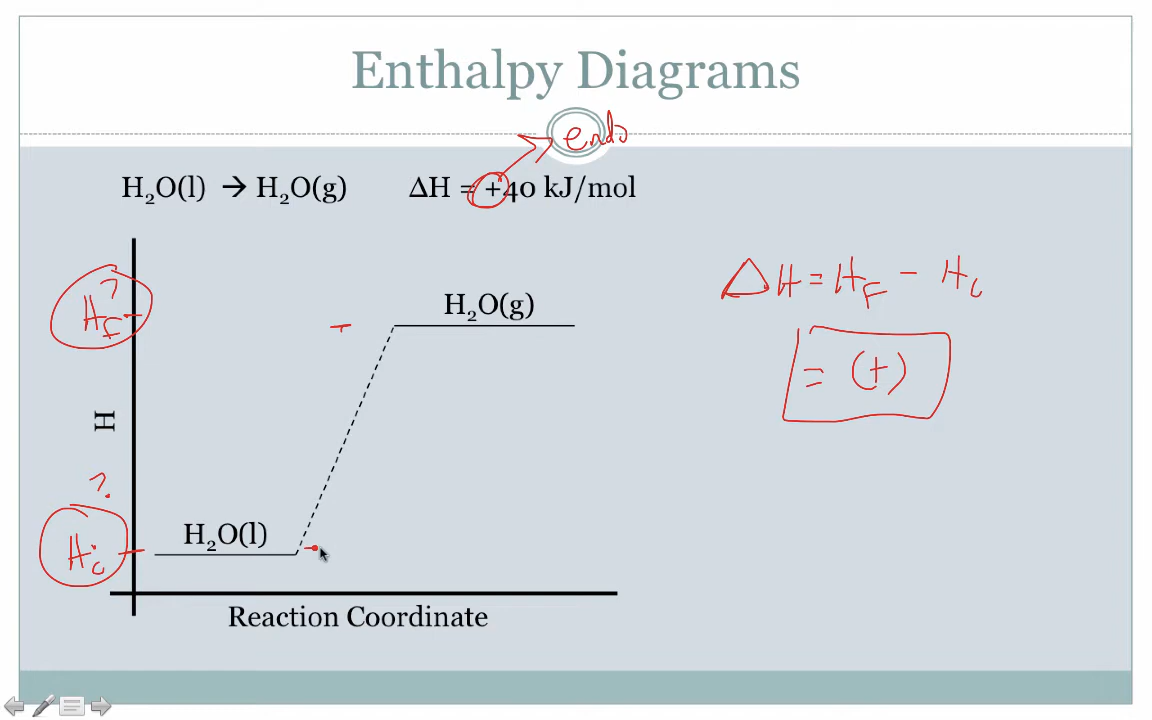 Enthalpy Diagrams
endo
H₂O(l) → H₂O(g) ΔH = +40 kJ/mol
ΔH = H_F - H_i
= (+)
?
H_F
H₂O(g)
H
?
H_i
H₂O(l)
Reaction Coordinate